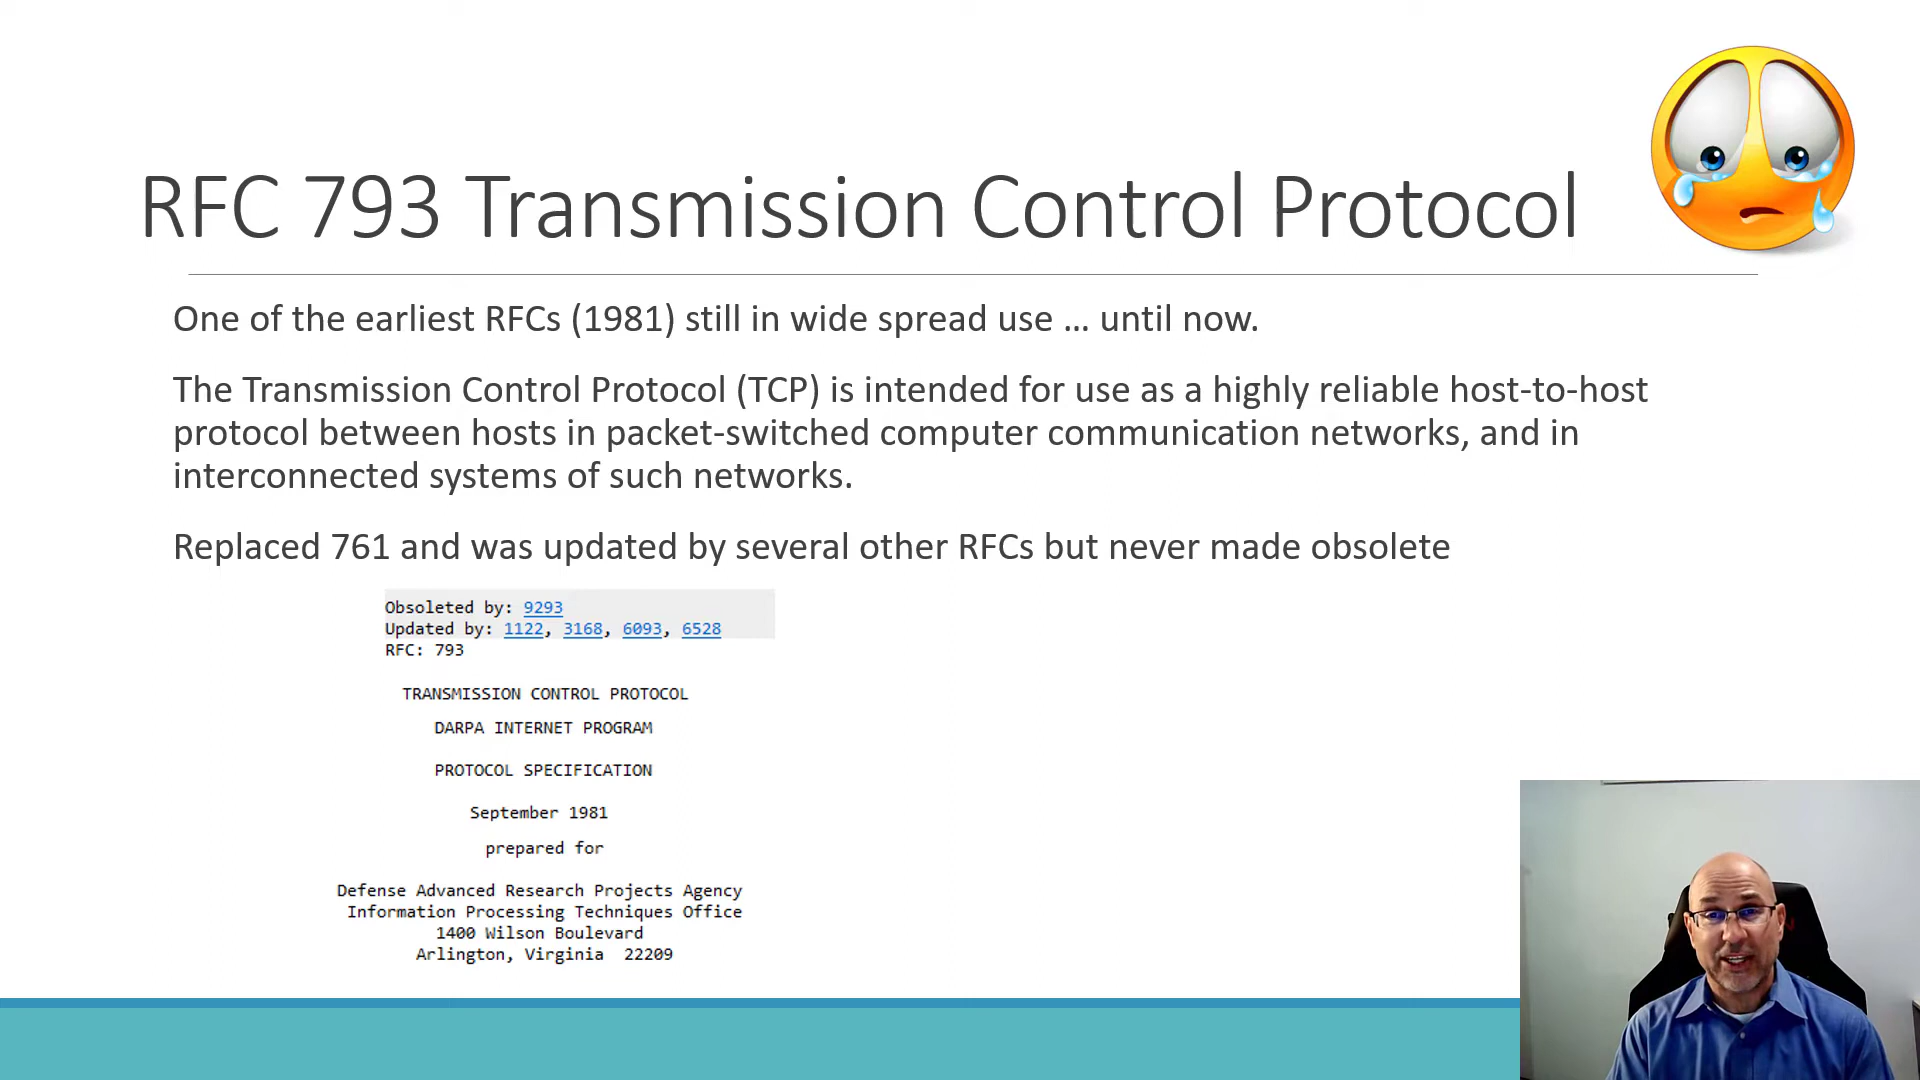 RFC 793 Transmission Control Protocol
One of the earliest RFCs (1981) still in wide spread use … until now.
The Transmission Control Protocol (TCP) is intended for use as a highly reliable host-to-host
protocol between hosts in packet-switched computer communication networks, and in
interconnected systems of such networks.
Replaced 761 and was updated by several other RFCs but never made obsolete
Obsoleted by: 9293
Updated by: 1122, 3168, 6093, 6528
RFC: 793
TRANSMISSION CONTROL PROTOCOL
DARPA INTERNET PROGRAM
PROTOCOL SPECIFICATION
September 1981
prepared for
Defense Advanced Research Projects Agency
Information Processing Techniques Office
1400 Wilson Boulevard
Arlington, Virginia  22209